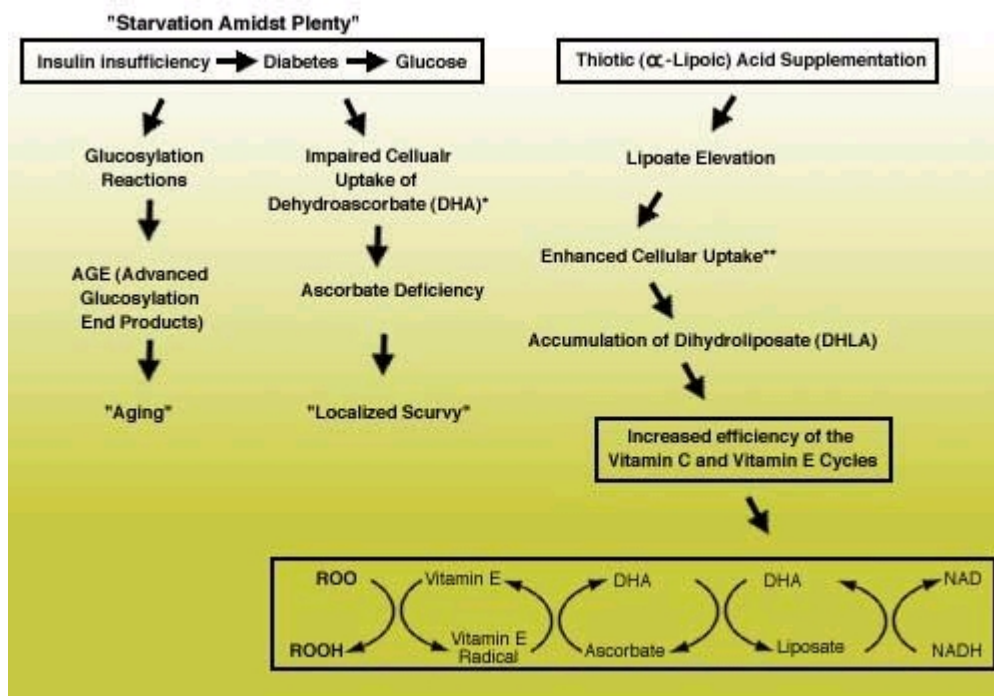 "Starvation Amidst Plenty"
Insulin insufficiency Diabetes Glucose
Glucosylation
Reactions
AGE (Advanced
Glucosylation
End Products)
"Aging"
Impaired Cellualr
Uptake of
Dehydroascorbate (DHA)*
Ascorbate Deficiency
"Localized Scurvy"
Thiotic (α-Lipoic) Acid Supplementation
Lipoate Elevation
Enhanced Cellular Uptake**
Accumulation of Dihydroliposate (DHLA)
Increased efficiency of the
Vitamin C and Vitamin E Cycles
ROO Vitamin E DHA DHA NAD
ROOH Vitamin E
Radical Ascorbate Liposate NADH